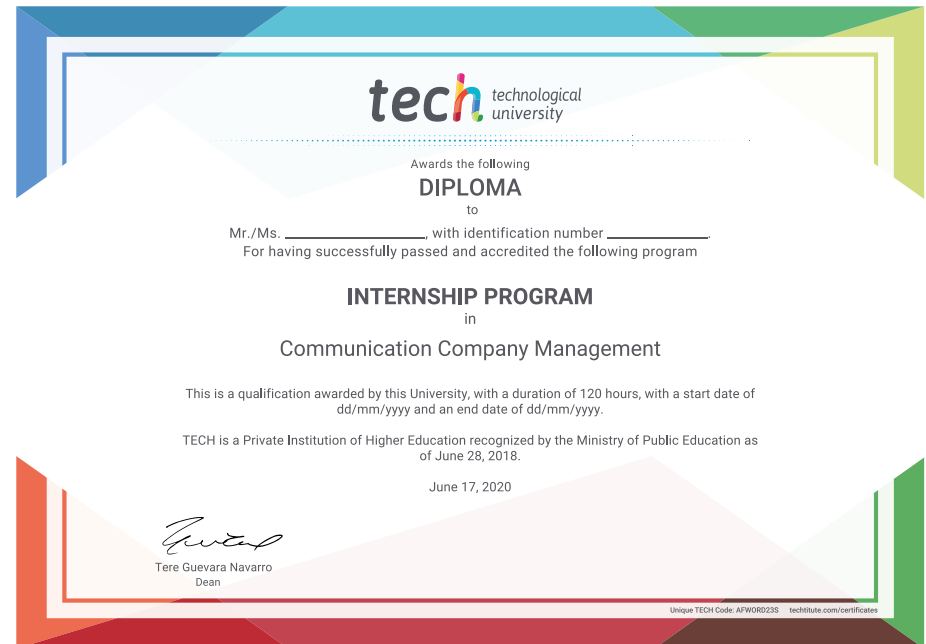 tech technological
university
Awards the following
DIPLOMA
to
Mr./Ms. ____________________, with identification number ______________.
For having successfully passed and accredited the following program
INTERNSHIP PROGRAM
in
Communication Company Management
This is a qualification awarded by this University, with a duration of 120 hours, with a start date of
dd/mm/yyyy and an end date of dd/mm/yyyy.
TECH is a Private Institution of Higher Education recognized by the Ministry of Public Education as
of June 28, 2018.
June 17, 2020
Tere Guevara Navarro
Dean
Unique TECH Code: AFWORD23S techtitute.com/certificates